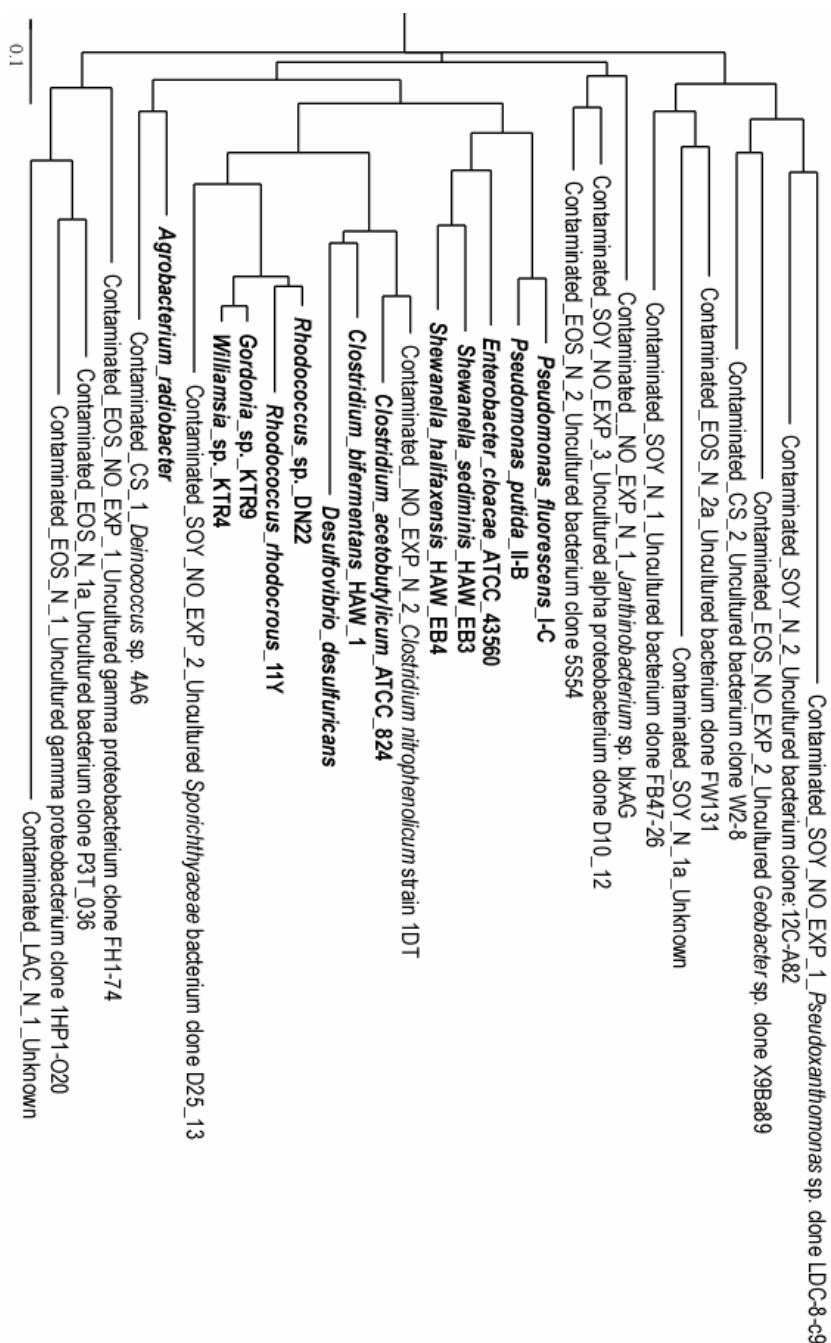 Contaminated_SOY_NO_EXP_1_Pseudoxanthomonas sp. clone LDC-8-c9
Contaminated_SOY_N_2_Uncultured bacterium clone:12C-A82
Contaminated_EOS_NO_EXP_2_Uncultured Geobacter sp. clone X9Ba89
Contaminated_CS_2_Uncultured bacterium clone W2-8
Contaminated_EOS_N_2a_Uncultured bacterium clone FW131
Contaminated_SOY_N_1a_Unknown
Contaminated_SOY_N_1_Uncultured bacterium clone FB47-26
Contaminated__NO_EXP_N_1_Janthinobacterium sp. blxAG
Contaminated_SOY_NO_EXP_3_Uncultured alpha proteobacterium clone D10_12
Contaminated_EOS_N_2_Uncultured bacterium clone 5S54
Pseudomonas_fluorescens_I-C
Pseudomonas_putida_II-B
Enterobacter_cloacae_ATCC_43560
Shewanella_sediminis_HAW_EB3
Shewanella_halifaxensis_HAW_EB4
Contaminated__NO_EXP_N_2_Clostridium nitrophenolicum strain 1DT
Clostridium_acetobutylicum_ATCC_824
Clostridium_bifermentans_HAW_1
Desulfovibrio_desulfuricans
Rhodococcus_sp._DN22
Rhodococcus_rhodocrous_11Y
Gordonia_sp._KTR9
Williamsia_sp._KTR4
Contaminated_SOY_NO_EXP_2_Uncultured Sporichthyaceae bacterium clone D25_13
Agrobacterium_radiobacter
Contaminated_CS_1_Deinococcus sp. 4A6
Contaminated_EOS_NO_EXP_1_Uncultured gamma proteobacterium clone FH1-74
Contaminated_EOS_N_1a_Uncultured bacterium clone P3T_036
Contaminated_EOS_N_1_Uncultured gamma proteobacterium clone 1HP1-O20
Contaminated_LAC_N_1_Unknown
0.1